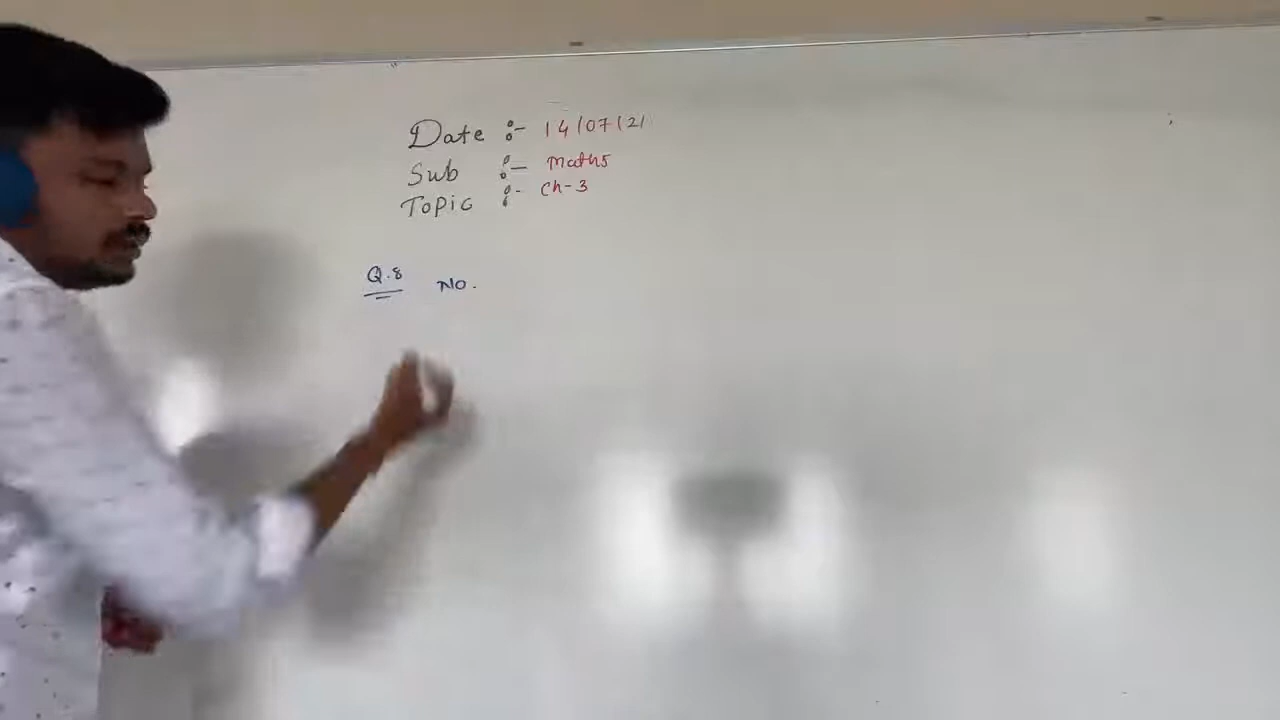 Date :- 14/07/21
Sub :- Maths
Topic :- Ch-3
Q.8 No.